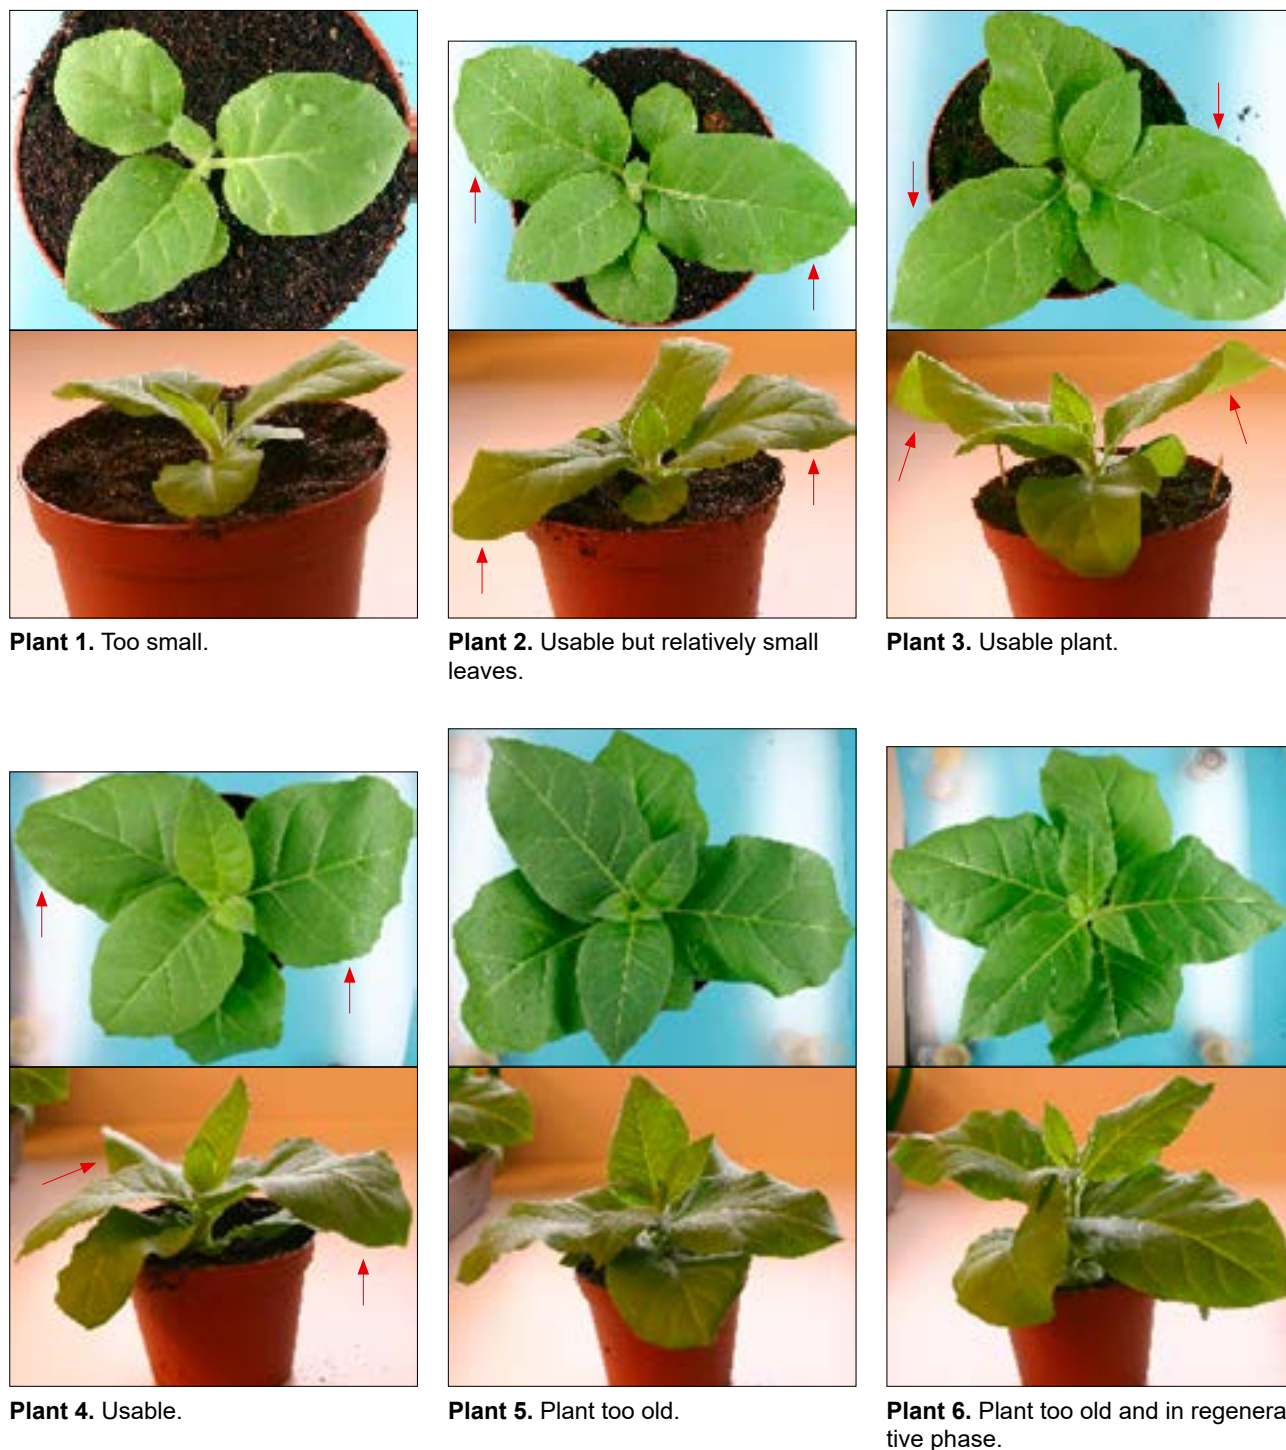 Plant 1. Too small.
Plant 2. Usable but relatively small
leaves.
Plant 3. Usable plant.
Plant 4. Usable.
Plant 5. Plant too old.
Plant 6. Plant too old and in regenera
tive phase.